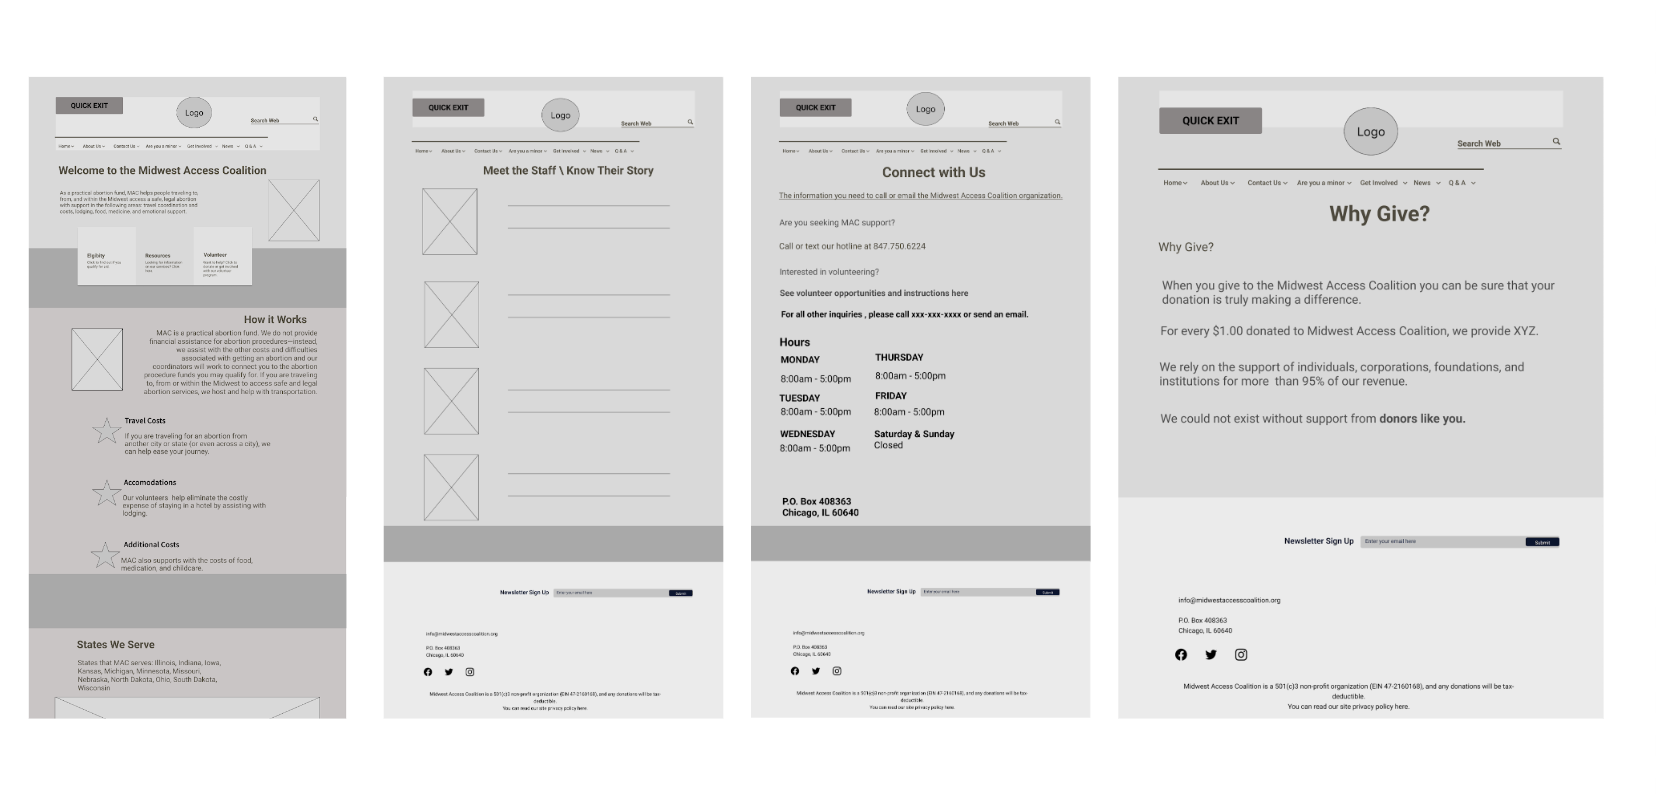 QUICK EXIT
Logo
Search Web
Home
About Us
Contact Us
Are you a minor
Get Involved
News
Q & A
Welcome to the Midwest Access Coalition
As a practical abortion fund, MAC helps people traveling to,
from, and within the Midwest access a safe, legal abortion
with support in the following areas: travel coordination and
costs, lodging, food, medicine, and emotional support.
Resources
Volunteer
How it Works
MAC is a practical abortion fund. We do not provide
financial assistance for abortion procedures—instead,
we assist with the other costs and difficulties
associated with getting an abortion and our
coordinators will work to connect you to the abortion
procedure funds you may qualify for. If you are traveling
to, from or within the Midwest to access safe and legal
abortion services, we host and help with transportation.
Travel Costs
If you are traveling for an abortion from
another city or state (or even across a city), we
can help ease your journey.
Accomodations
Our volunteers help eliminate the costly
expense of staying in a hotel by assisting with
lodging.
Additional Costs
MAC also supports with the costs of food,
medication, and childcare.
States We Serve
States that MAC serves: Illinois, Indiana, Iowa,
Kansas, Michigan, Minnesota, Missouri,
Nebraska, North Dakota, Ohio, South Dakota,
Wisconsin
QUICK EXIT
Logo
Search Web
Home
About Us
Contact Us
Are you a minor
Get Involved
News
Q & A
Meet the Staff \ Know Their Story
Newsletter Sign Up
Enter your email here
Submit
info@midwestaccesscoalition.org
P.O. Box 408363
Chicago, IL 60640
Midwest Access Coalition is a 501(c)3 non-profit organization (EIN 47-2160168), and any donations will be tax-
deductible.
You can read our site privacy policy here.
QUICK EXIT
Logo
Search Web
Home
About Us
Contact Us
Are you a minor
Get Involved
News
Q & A
Connect with Us
The information you need to call or email the Midwest Access Coalition organization.
Are you seeking MAC support?
Call or text our hotline at 847.750.6224
Interested in volunteering?
See volunteer opportunities and instructions here
For all other inquiries , please call xxx-xxx-xxxx or send an email.
Hours
MONDAY
8:00am - 5:00pm
TUESDAY
8:00am - 5:00pm
WEDNESDAY
8:00am - 5:00pm
THURSDAY
8:00am - 5:00pm
FRIDAY
8:00am - 5:00pm
Saturday & Sunday
Closed
P.O. Box 408363
Chicago, IL 60640
Newsletter Sign Up
Enter your email here
Submit
info@midwestaccesscoalition.org
P.O. Box 408363
Chicago, IL 60640
Midwest Access Coalition is a 501(c)3 non-profit organization (EIN 47-2160168), and any donations will be tax-
deductible.
You can read our site privacy policy here.
QUICK EXIT
Logo
Search Web
Home
About Us
Contact Us
Are you a minor
Get Involved
News
Q & A
Why Give?
Why Give?
When you give to the Midwest Access Coalition you can be sure that your
donation is truly making a difference.
For every $1.00 donated to Midwest Access Coalition, we provide XYZ.
We rely on the support of individuals, corporations, foundations, and
institutions for more than 95% of our revenue.
We could not exist without support from donors like you.
Newsletter Sign Up
Enter your email here
Submit
info@midwestaccesscoalition.org
P.O. Box 408363
Chicago, IL 60640
Midwest Access Coalition is a 501(c)3 non-profit organization (EIN 47-2160168), and any donations will be tax-
deductible.
You can read our site privacy policy here.